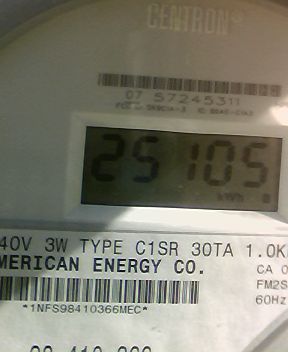 CENTRON®
07 57245311
25105
kWh
40V 3W TYPE C1SR 30TA 1.0K
MERICAN ENERGY CO.
CA 0
FM2S
60Hz
*1NFS98410366MEC*